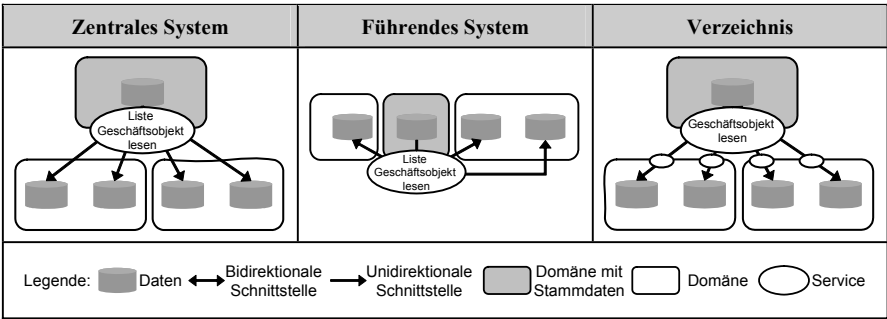 Zentrales System
Führendes System
Verzeichnis
Liste
Geschäftsobjekt
lesen
Liste
Geschäftsobjekt
lesen
Geschäftsobjekt
lesen
Legende:
Daten
Bidirektionale
Schnittstelle
Unidirektionale
Schnittstelle
Domäne mit
Stammdaten
Domäne
Service